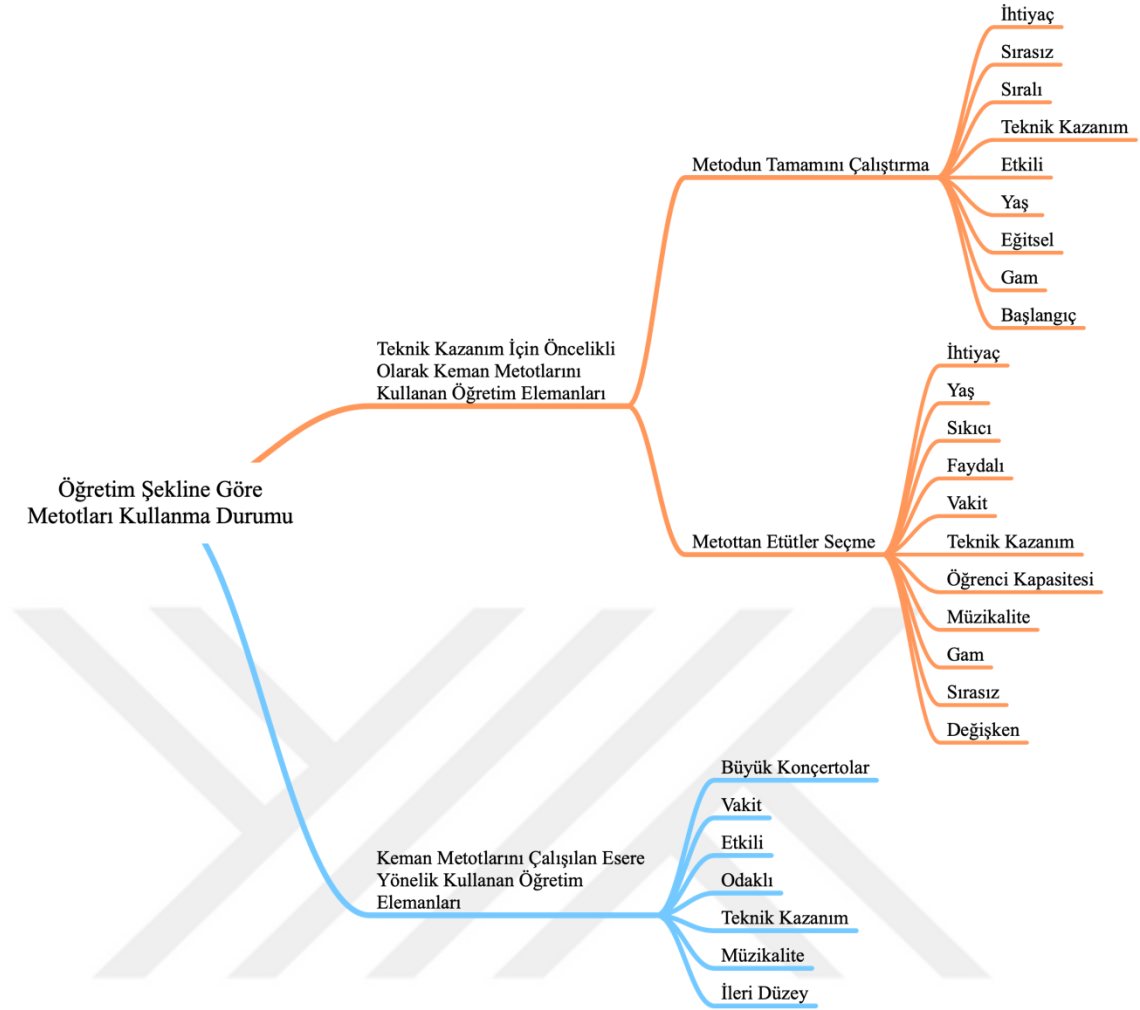 Öğretim Şekline Göre
Metotları Kullanma Durumu
Teknik Kazanım İçin Öncelikli
Olarak Keman Metotlarını
Kullanan Öğretim Elemanları
Metodun Tamamını Çalıştırma
İhtiyaç
Sırasız
Sıralı
Teknik Kazanım
Etkili
Yaş
Eğitsel
Gam
Başlangıç
Metottan Etütler Seçme
İhtiyaç
Yaş
Sıkıcı
Faydalı
Vakit
Teknik Kazanım
Öğrenci Kapasitesi
Müzikalite
Gam
Sırasız
Değişken
Keman Metotlarını Çalışılan Esere
Yönelik Kullanan Öğretim
Elemanları
Büyük Konçertolar
Vakit
Etkili
Odaklı
Teknik Kazanım
Müzikalite
İleri Düzey